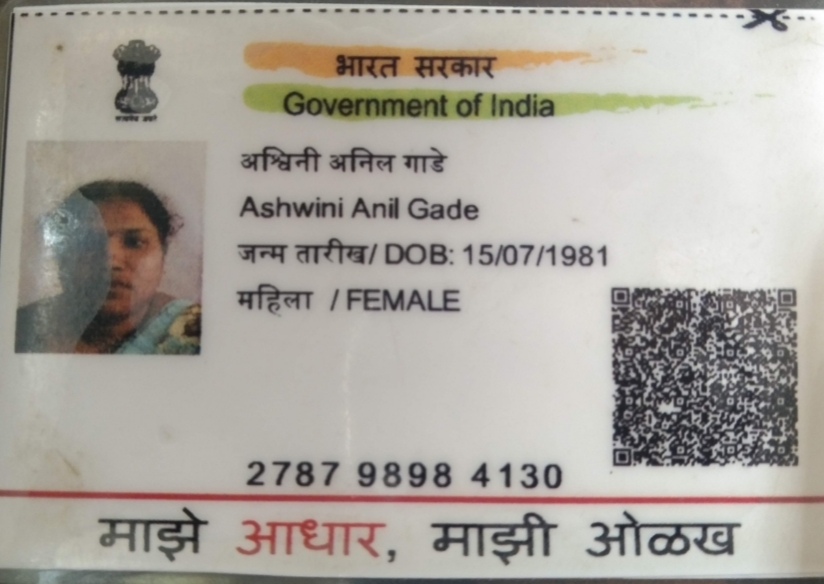 भारत सरकार
Government of India
अश्विनी अनिल गाडे
Ashwini Anil Gade
जन्म तारीख/ DOB: 15/07/1981
महिला / FEMALE
2787 9898 4130
माझे आधार, माझी ओळख